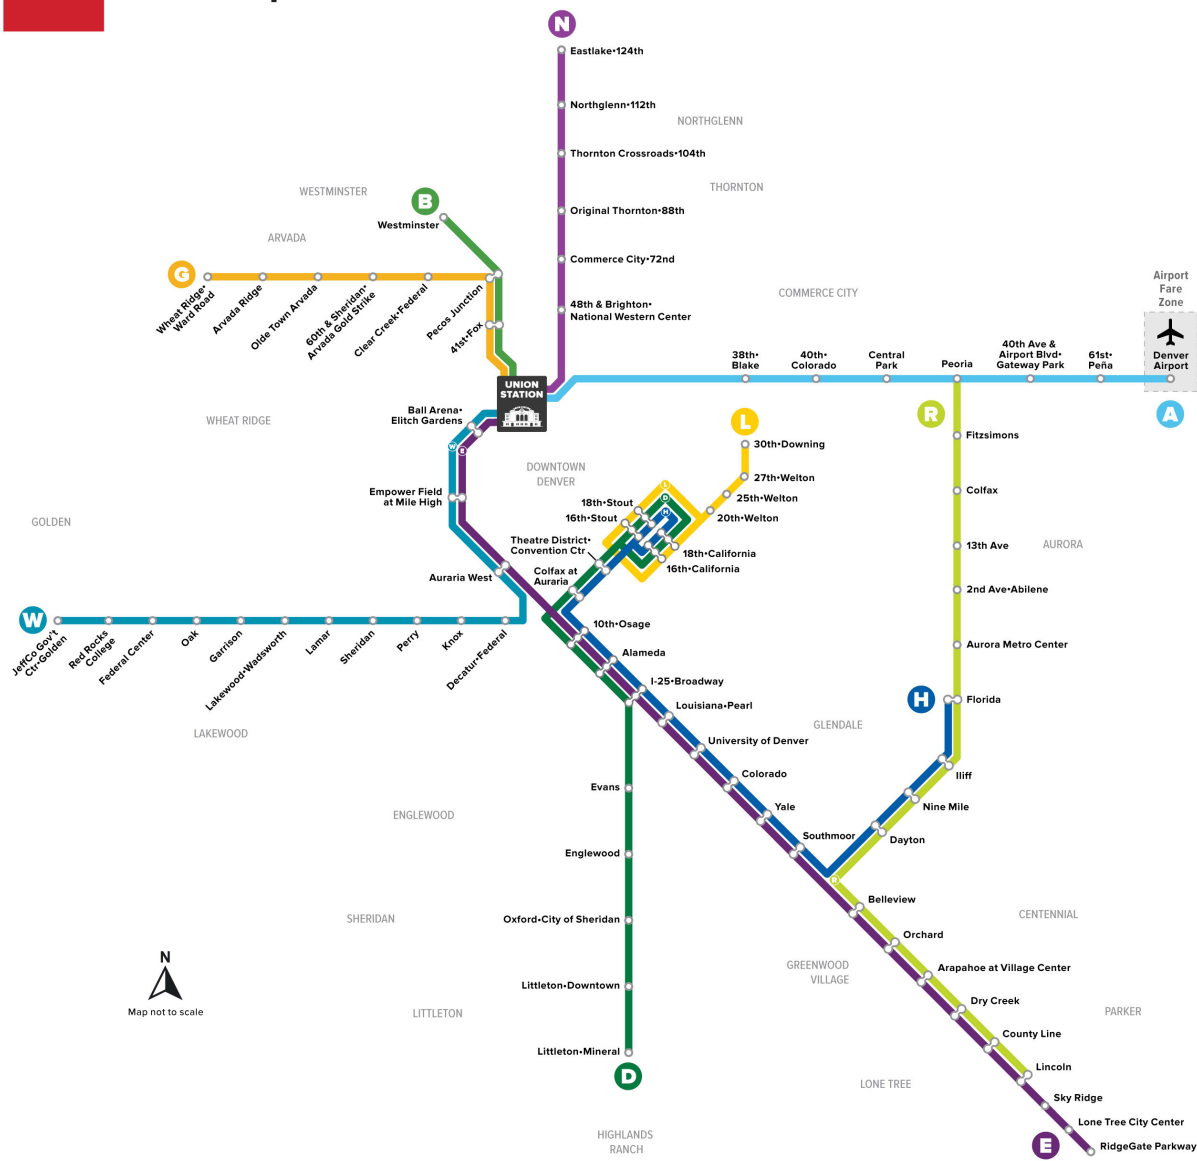 N
Eastlake•124th
Northglenn•112th
NORTHGLENN
Thornton Crossroads•104th
THORNTON
WESTMINSTER
B
Original Thornton•88th
Westminster
ARVADA
Commerce City•72nd
G
COMMERCE CITY
48th & Brighton•
National Western Center
Airport
Fare
Zone
Wheat Ridge•
Ward Road
Arvada Ridge
Olde Town Arvada
60th & Sheridan•
Arvada Gold Strike
Clear Creek•Federal
Pecos Junction
41st•Fox
38th•
Blake
40th•
Colorado
Central
Park
Peoria
40th Ave &
Airport Blvd•
Gateway Park
61st•
Peña
Denver
Airport
UNION
STATION
Ball Arena•
Elitch Gardens
WHEAT RIDGE
L
R
A
W
E
30th•Downing
Fitzsimons
DOWNTOWN
DENVER
27th•Welton
25th•Welton
20th•Welton
L
D
H
Empower Field
at Mile High
18th•Stout
16th•Stout
Colfax
GOLDEN
Theatre District•
Convention Ctr
18th•California
16th•California
13th Ave
AURORA
Colfax at
Auraria
Auraria West
2nd Ave•Abilene
W
JeffCo Gov't
Ctr•Golden
Red Rocks
College
Federal Center
Oak
Garrison
Lakewood•Wadsworth
Lamar
Sheridan
Perry
Knox
Decatur•Federal
10th•Osage
Alameda
Aurora Metro Center
I-25•Broadway
H
Florida
Louisiana•Pearl
LAKEWOOD
GLENDALE
University of Denver
Colorado
Iliff
Evans
Yale
Nine Mile
ENGLEWOOD
Southmoor
Dayton
Englewood
R
Belleview
SHERIDAN
Oxford•City of Sheridan
CENTENNIAL
Orchard
N
GREENWOOD
VILLAGE
Arapahoe at Village Center
Littleton•Downtown
Dry Creek
Map not to scale
LITTLETON
PARKER
County Line
Littleton•Mineral
Lincoln
D
LONE TREE
Sky Ridge
Lone Tree City Center
HIGHLANDS
RANCH
E
RidgeGate Parkway